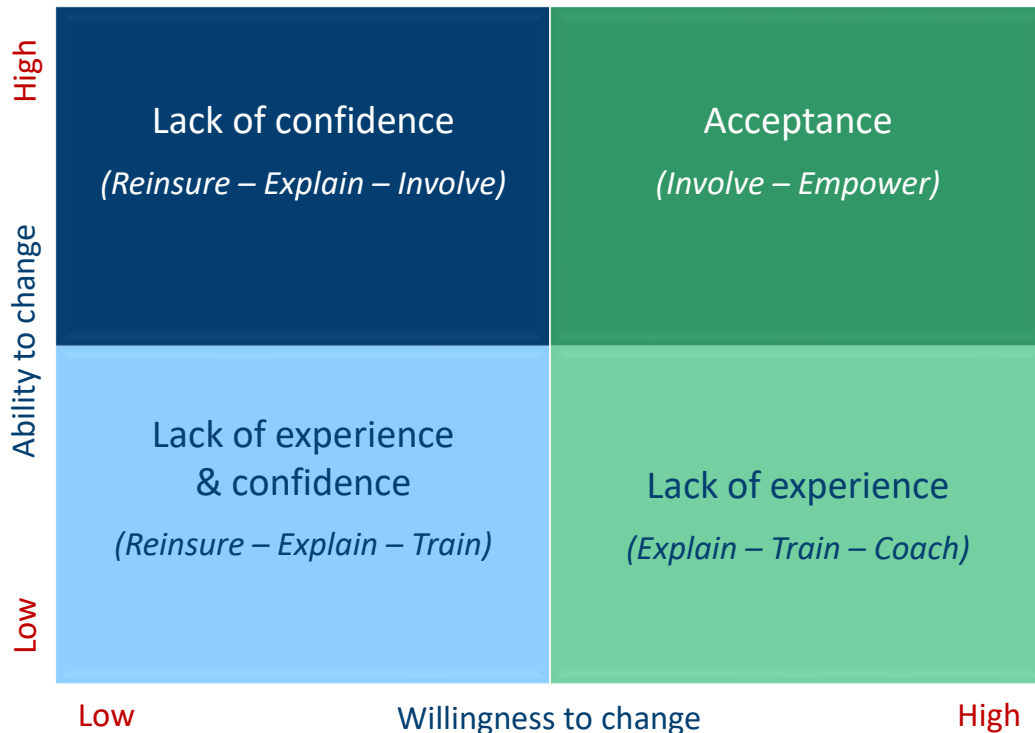 High
Ability to change
Low
Lack of confidence
(Reinsure – Explain – Involve)
Acceptance
(Involve – Empower)
Lack of experience
& confidence
(Reinsure – Explain – Train)
Lack of experience
(Explain – Train – Coach)
Low
Willingness to change
High